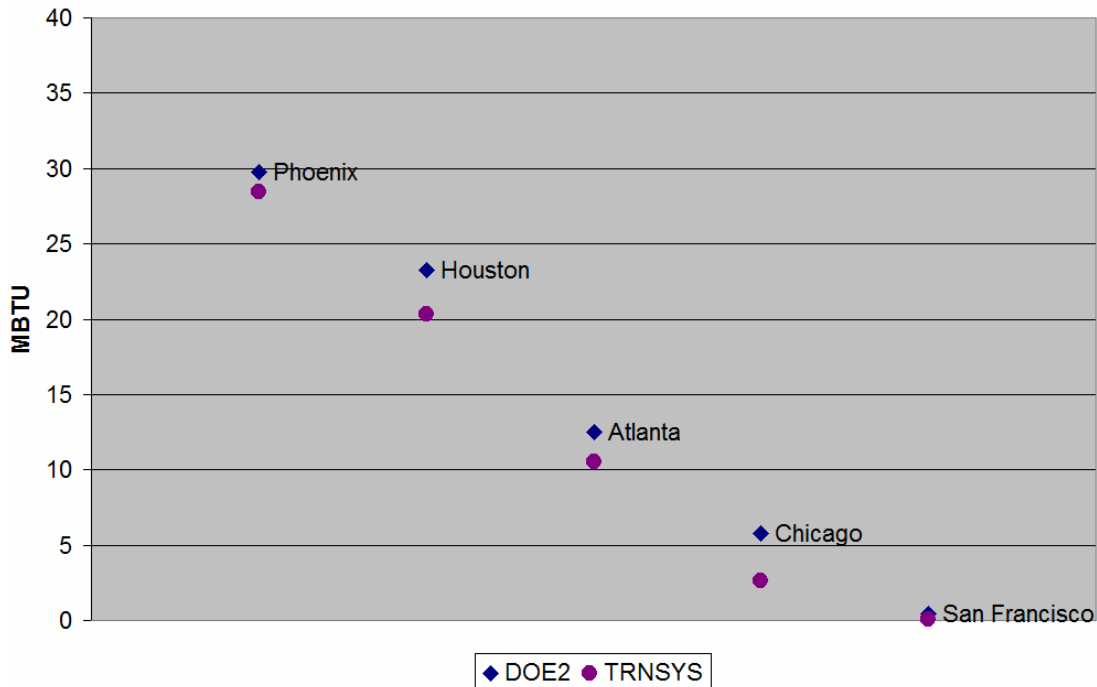 40
35
Phoenix
30
25
Houston
MBTU
20
15
Atlanta
10
Chicago
5
San Francisco
0
DOE2 TRNSYS